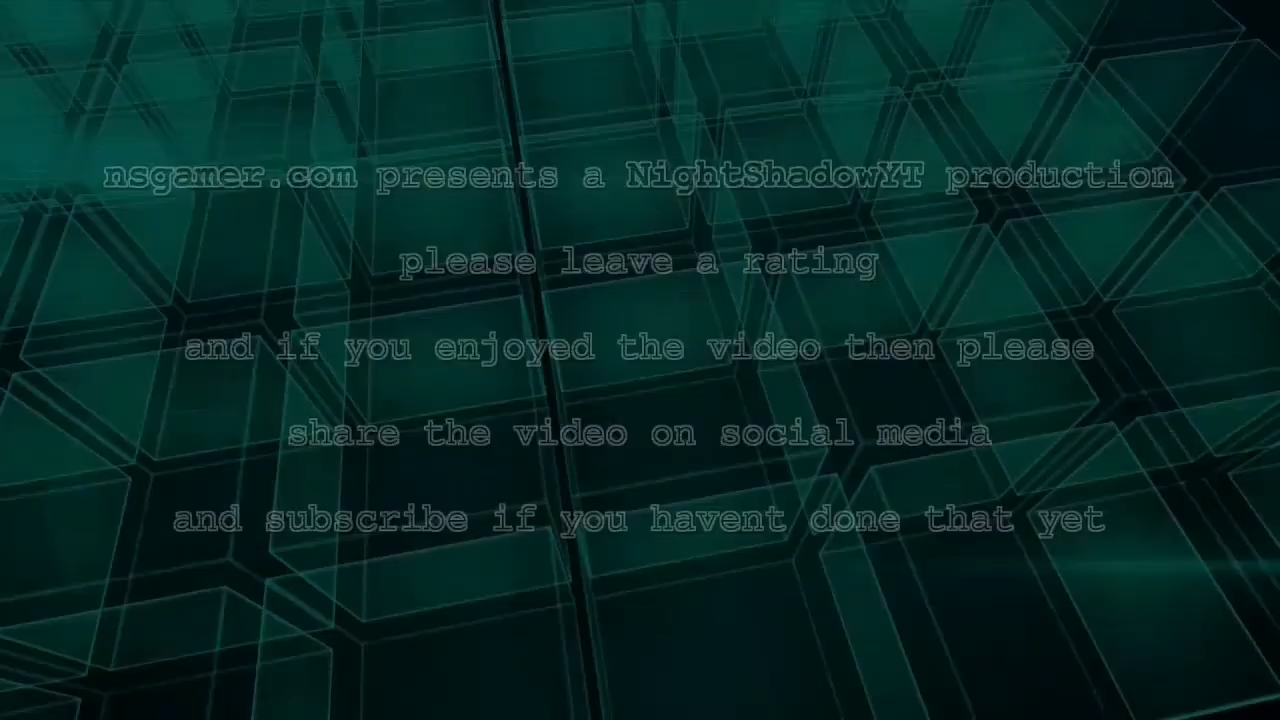 nsgamer.com presents a NightShadowYT production
please leave a rating
and if you enjoyed the video then please
share the video on social media
and subscribe if you havent done that yet